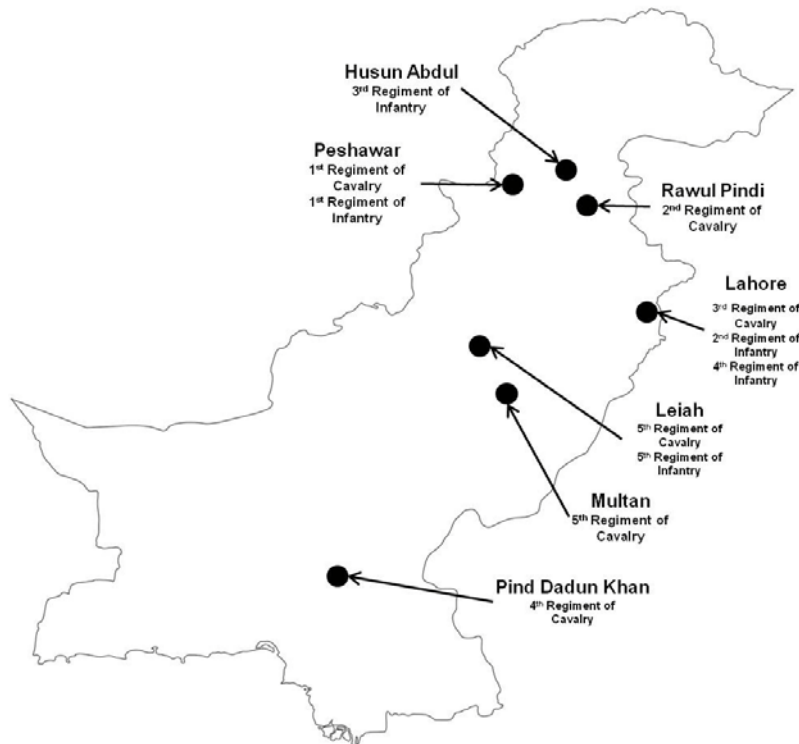 Husun Abdul
3rd Regiment of
Infantry
Peshawar
1st Regiment of
Cavalry
1st Regiment of
Infantry
Rawul Pindi
2nd Regiment of
Cavalry
Lahore
3rd Regiment of
Cavalry
2nd Regiment of
Infantry
4th Regiment of
Infantry
Leiah
5th Regiment of
Cavalry
5th Regiment of
Infantry
Multan
5th Regiment of
Cavalry
Pind Dadun Khan
4th Regiment of
Cavalry